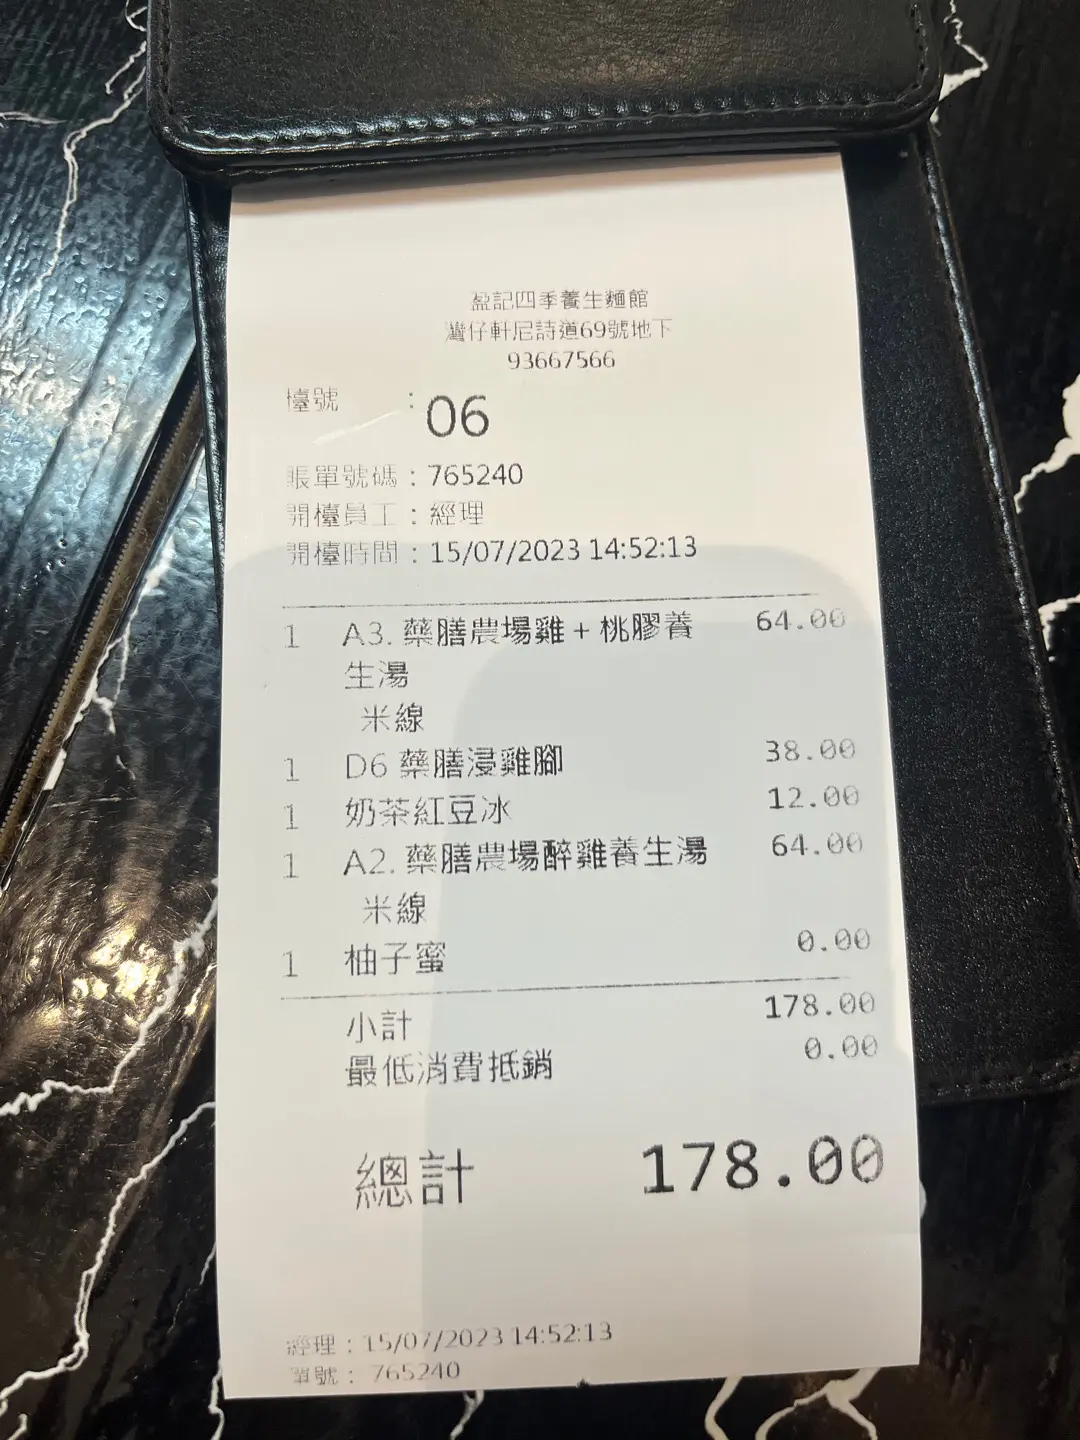 盈記四季養生麵館
灣仔軒尼詩道69號地下
93667566
檯號 : 06
賬單號碼 : 765240
開檯員工 : 經理
開檯時間 : 15/07/2023 14:52:13
1 A3. 藥膳農場雞 + 桃膠養 64.00
生湯
米線
1 D6 藥膳浸雞腳 38.00
1 奶茶紅豆冰 12.00
1 A2. 藥膳農場醉雞養生湯 64.00
米線
1 柚子蜜 0.00
小計 178.00
最低消費抵銷 0.00
總計 178.00
經理 : 15/07/2023 14:52:13
單號 : 765240